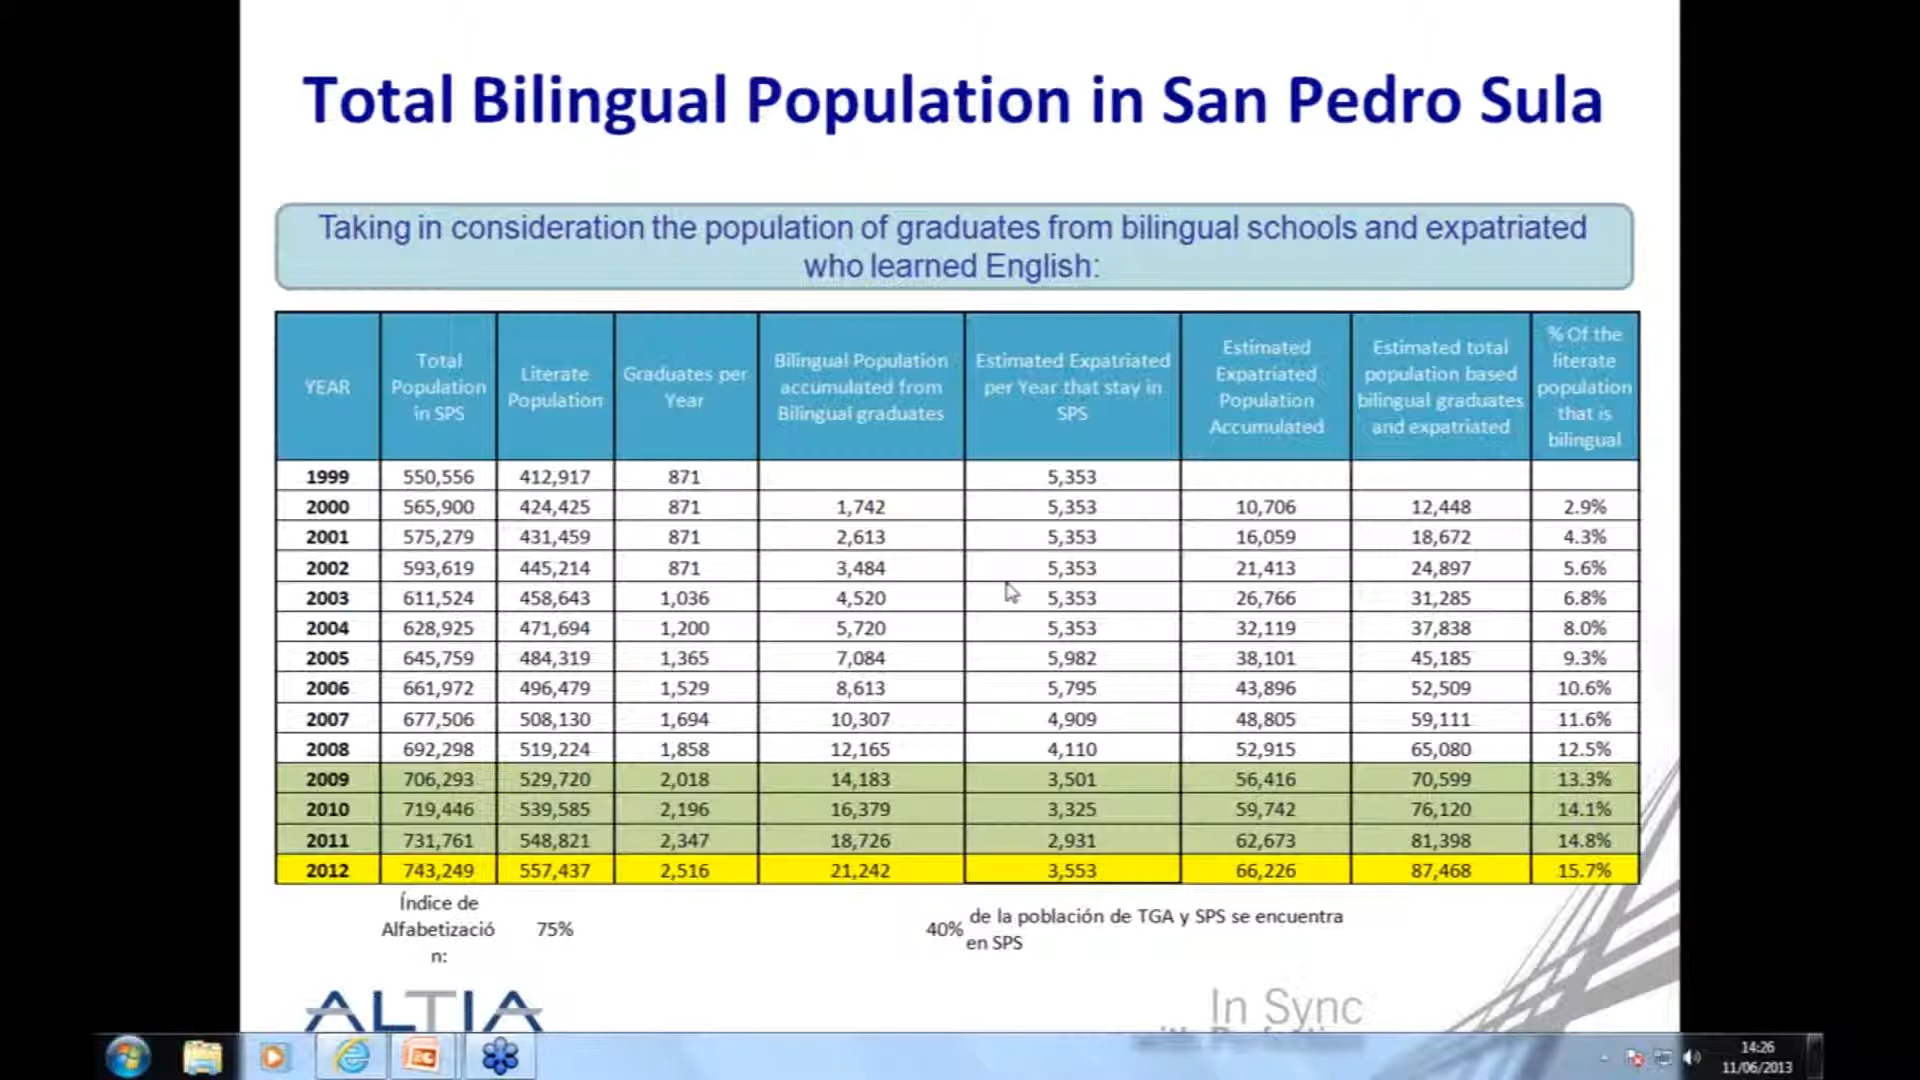 Total Bilingual Population in San Pedro Sula
Taking in consideration the population of graduates from bilingual schools and expatriated
who learned English:
YEAR
Total
Population
in SPS
Literate
Population
Graduates per
Year
Bilingual Population
accumulated from
Bilingual graduates
Estimated Expatriated
per Year that stay in
SPS
Estimated
Expatriated
Population
Accumulated
Estimated total
population based
bilingual graduates
and expatriated
% Of the
literate
population
that is
bilingual
1999 550,556 412,917 871 5,353
2000 565,900 424,425 871 1,742 5,353 10,706 12,448 2.9%
2001 575,279 431,459 871 2,613 5,353 16,059 18,672 4.3%
2002 593,619 445,214 871 3,484 5,353 21,413 24,897 5.6%
2003 611,524 458,643 1,036 4,520 5,353 26,766 31,285 6.8%
2004 628,925 471,694 1,200 5,720 5,353 32,119 37,838 8.0%
2005 645,759 484,319 1,365 7,084 5,982 38,101 45,185 9.3%
2006 661,972 496,479 1,529 8,613 5,795 43,896 52,509 10.6%
2007 677,506 508,130 1,694 10,307 4,909 48,805 59,111 11.6%
2008 692,298 519,224 1,858 12,165 4,110 52,915 65,080 12.5%
2009 706,293 529,720 2,018 14,183 3,501 56,416 70,599 13.3%
2010 719,446 539,585 2,196 16,379 3,325 59,742 76,120 14.1%
2011 731,761 548,821 2,347 18,726 2,931 62,673 81,398 14.8%
2012 743,249 557,437 2,516 21,242 3,553 66,226 87,468 15.7%
Índice de
Alfabetizació
n:
75%
40%
de la población de TGA y SPS se encuentra
en SPS
ALTIA
In Sync
14:26
11/06/2013